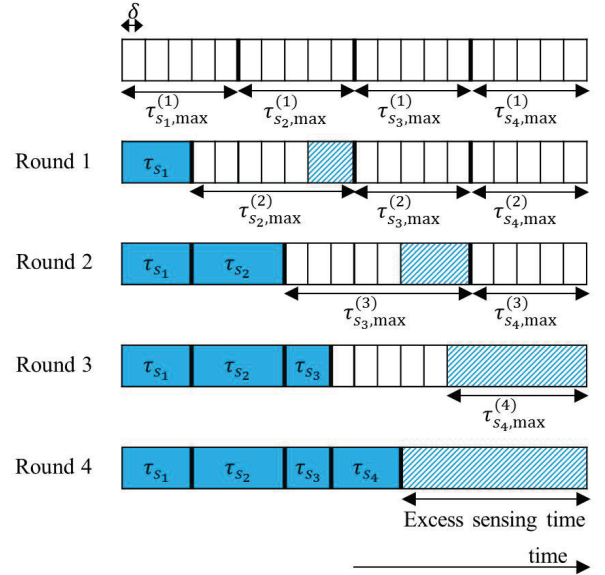 δ
τ_{s_1,max}^{(1)} τ_{s_2,max}^{(1)} τ_{s_3,max}^{(1)} τ_{s_4,max}^{(1)}
Round 1 τ_{s_1}
τ_{s_2,max}^{(2)} τ_{s_3,max}^{(2)} τ_{s_4,max}^{(2)}
Round 2 τ_{s_1} τ_{s_2}
τ_{s_3,max}^{(3)} τ_{s_4,max}^{(3)}
Round 3 τ_{s_1} τ_{s_2} τ_{s_3}
τ_{s_4,max}^{(4)}
Round 4 τ_{s_1} τ_{s_2} τ_{s_3} τ_{s_4}
Excess sensing time
time